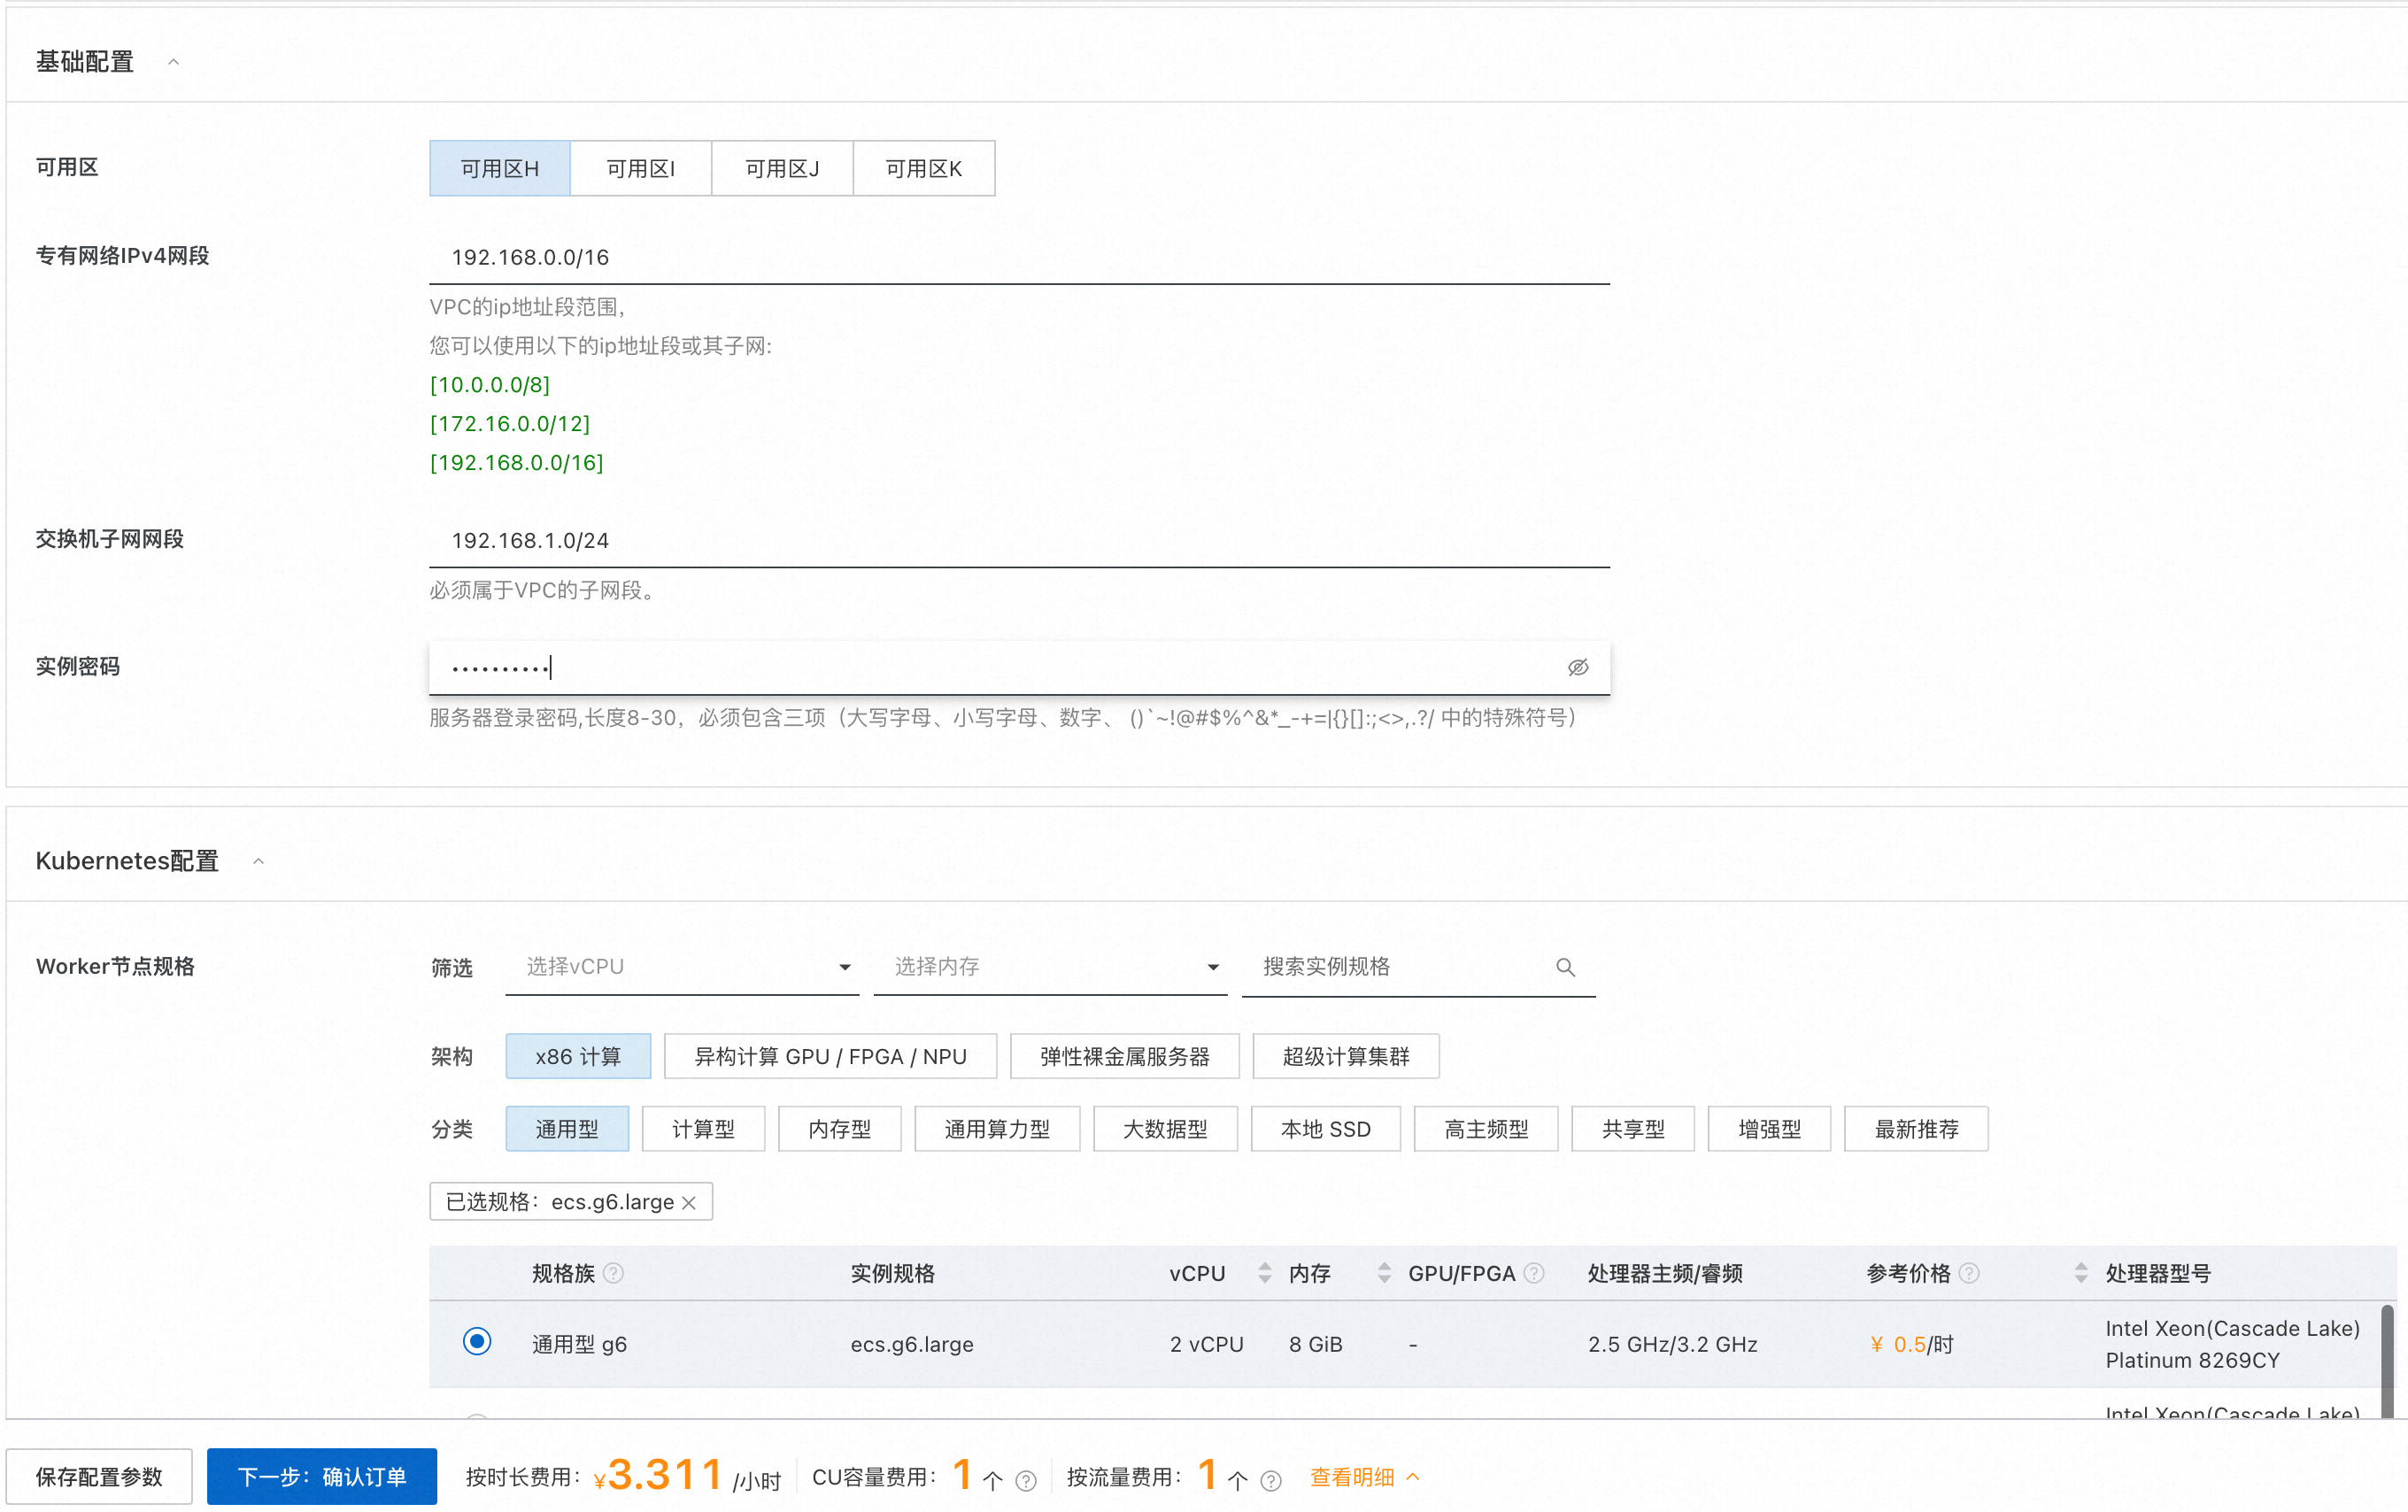 基础配置
可用区
可用区H 可用区I 可用区J 可用区K
专有网络IPv4网段
192.168.0.0/16
VPC的ip地址段范围,
您可以使用以下的ip地址段或其子网:
[10.0.0.0/8]
[172.16.0.0/12]
[192.168.0.0/16]
交换机子网网段
192.168.1.0/24
必须属于VPC的子网段。
实例密码
服务器登录密码,长度8-30，必须包含三项（大写字母、小写字母、数字、 ()`~!@#$%^&*_-+=|{}[]:;<>,.?/ 中的特殊符号）
Kubernetes配置
Worker节点规格
筛选 选择vCPU 选择内存 搜索实例规格
架构 x86 计算 异构计算 GPU / FPGA / NPU 弹性裸金属服务器 超级计算集群
分类 通用型 计算型 内存型 通用算力型 大数据型 本地 SSD 高主频型 共享型 增强型 最新推荐
已选规格：ecs.g6.large
规格族 实例规格 vCPU 内存 GPU/FPGA 处理器主频/睿频 参考价格 处理器型号
通用型 g6 ecs.g6.large 2 vCPU 8 GiB - 2.5 GHz/3.2 GHz ¥ 0.5/时 Intel Xeon(Cascade Lake)
Platinum 8269CY
Intel Xeon(Cascade Lake)
保存配置参数 下一步：确认订单 按时长费用：¥3.311 /小时 CU容量费用：1 个 按流量费用：1 个 查看明细